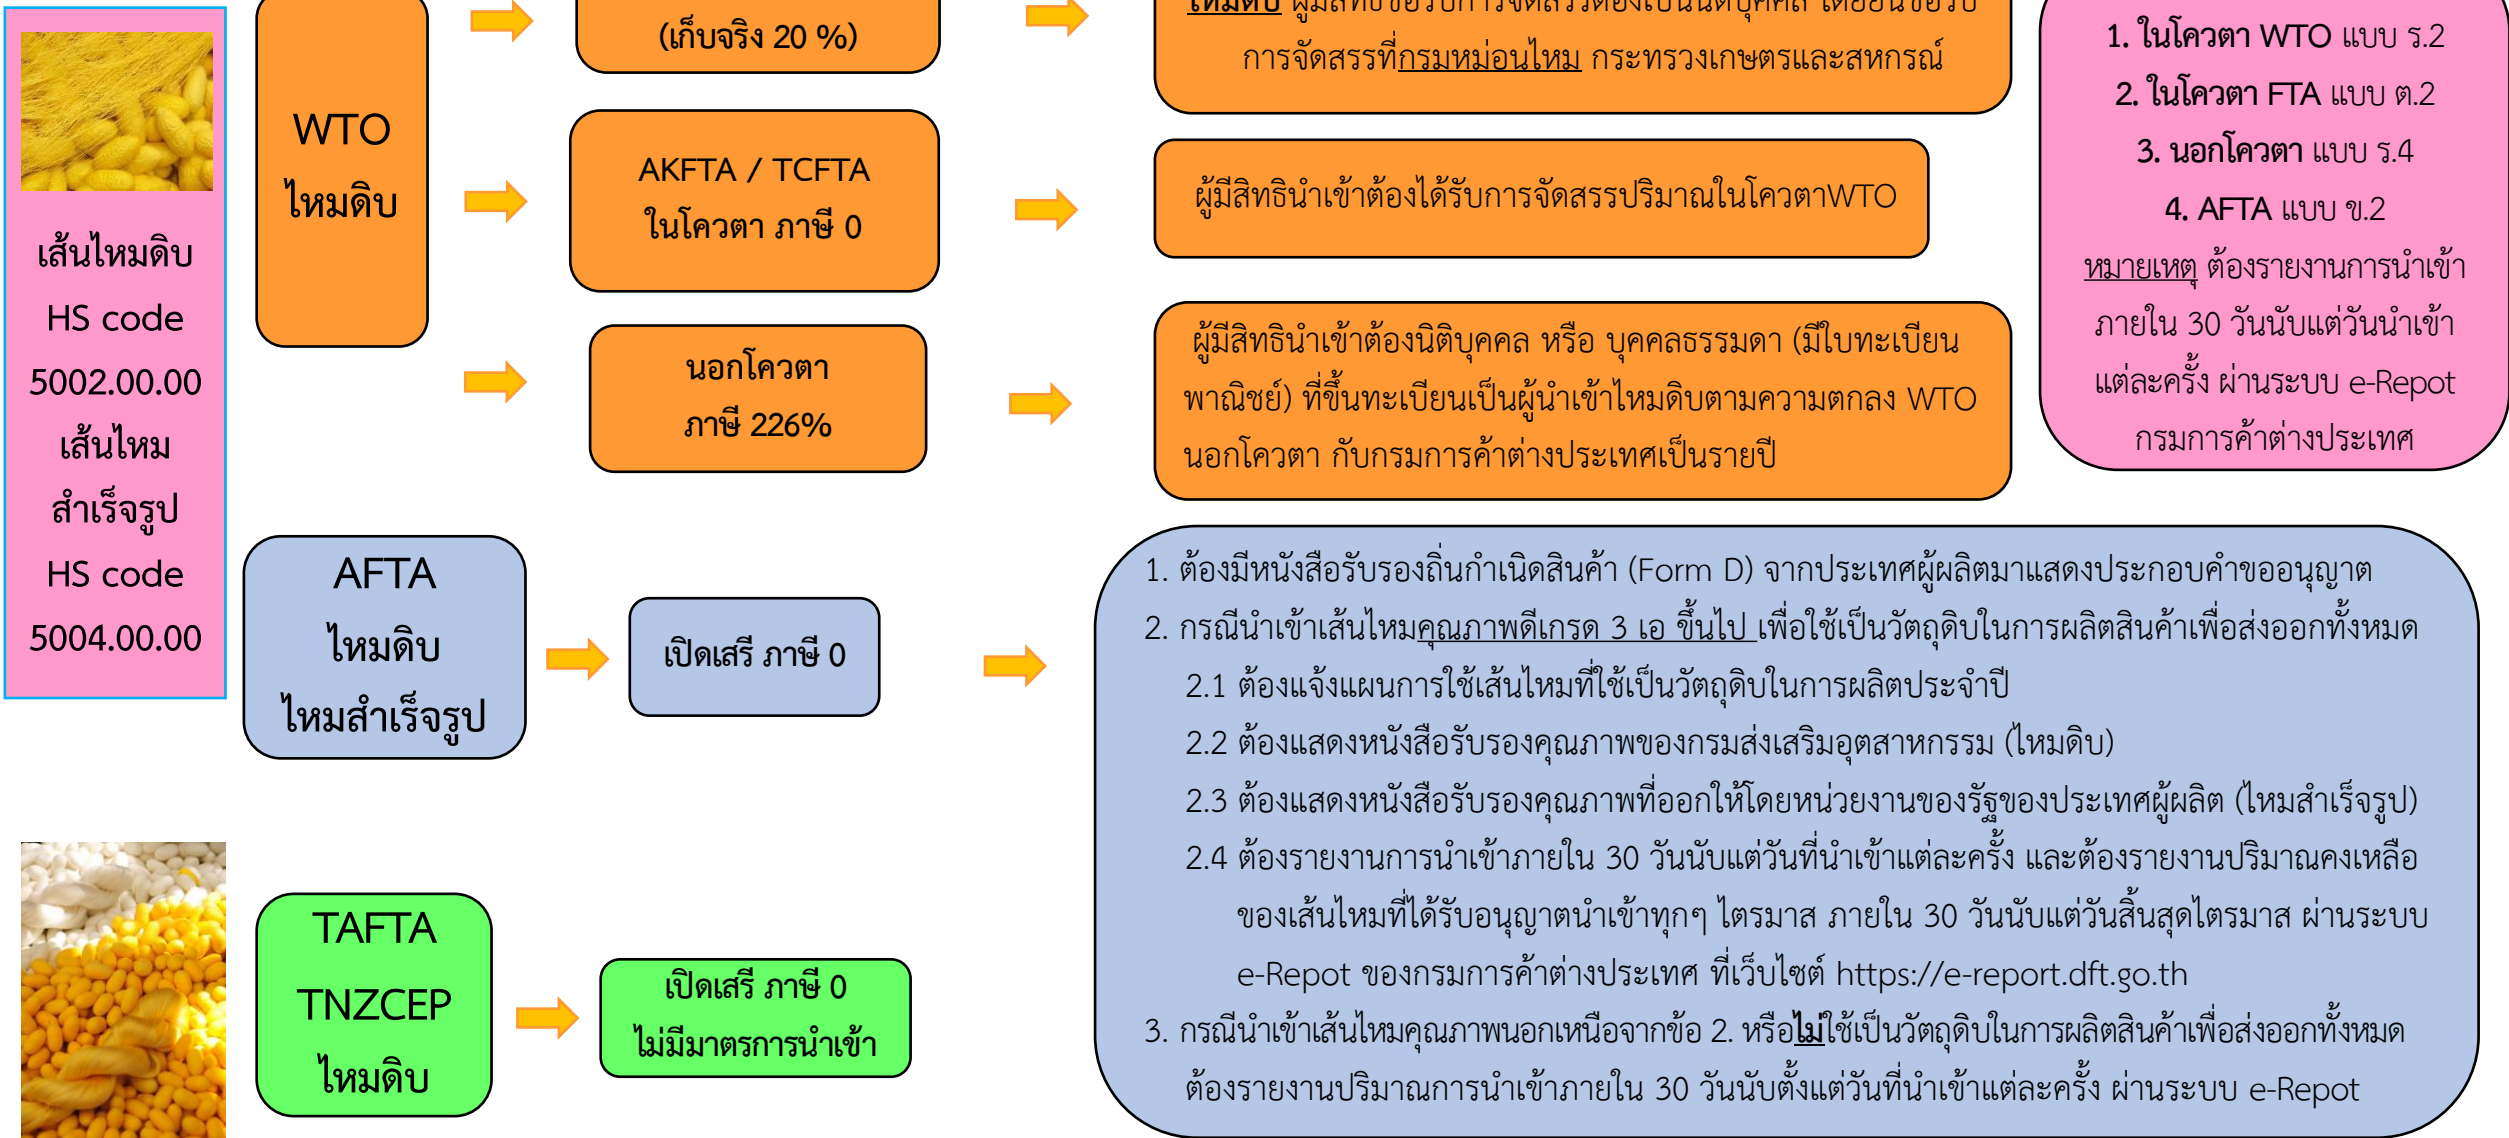 เส้นไหมดิบ
HS code
5002.00.00
เส้นไหม
สำเร็จรูป
HS code
5004.00.00
WTO
ไหมดิบ
(เก็บจริง 20 %)
ไหมดิบ ผู้มีสิทธิขอรับการจัดสรรต้องเป็นนิติบุคคล โดยยื่นขอรับ
การจัดสรรที่กรมหม่อนไหม กระทรวงเกษตรและสหกรณ์
AKFTA / TCFTA
ในโควตา ภาษี 0
ผู้มีสิทธินำเข้าต้องได้รับการจัดสรรปริมาณในโควตาWTO
นอกโควตา
ภาษี 226%
ผู้มีสิทธินำเข้าต้องนิติบุคคล หรือ บุคคลธรรมดา (มีใบทะเบียน
พาณิชย์) ที่ขึ้นทะเบียนเป็นผู้นำเข้าไหมดิบตามความตกลง WTO
นอกโควตา กับกรมการค้าต่างประเทศเป็นรายปี
1. ในโควตา WTO แบบ ร.2
2. ในโควตา FTA แบบ ต.2
3. นอกโควตา แบบ ร.4
4. AFTA แบบ ข.2
หมายเหตุ ต้องรายงานการนำเข้า
ภายใน 30 วันนับแต่วันนำเข้า
แต่ละครั้ง ผ่านระบบ e-Repot
กรมการค้าต่างประเทศ
AFTA
ไหมดิบ
ไหมสำเร็จรูป
เปิดเสรี ภาษี 0
1. ต้องมีหนังสือรับรองถิ่นกำเนิดสินค้า (Form D) จากประเทศผู้ผลิตมาแสดงประกอบคำขออนุญาต
2. กรณีนำเข้าเส้นไหมคุณภาพดีเกรด 3 เอ ขึ้นไป เพื่อใช้เป็นวัตถุดิบในการผลิตสินค้าเพื่อส่งออกทั้งหมด
2.1 ต้องแจ้งแผนการใช้เส้นไหมที่ใช้เป็นวัตถุดิบในการผลิตประจำปี
2.2 ต้องแสดงหนังสือรับรองคุณภาพของกรมส่งเสริมอุตสาหกรรม (ไหมดิบ)
2.3 ต้องแสดงหนังสือรับรองคุณภาพที่ออกให้โดยหน่วยงานของรัฐของประเทศผู้ผลิต (ไหมสำเร็จรูป)
2.4 ต้องรายงานการนำเข้าภายใน 30 วันนับแต่วันที่นำเข้าแต่ละครั้ง และต้องรายงานปริมาณคงเหลือ
ของเส้นไหมที่ได้รับอนุญาตนำเข้าทุกๆ ไตรมาส ภายใน 30 วันนับแต่วันสิ้นสุดไตรมาส ผ่านระบบ
e-Repot ของกรมการค้าต่างประเทศ ที่เว็บไซต์ https://e-report.dft.go.th
3. กรณีนำเข้าเส้นไหมคุณภาพนอกเหนือจากข้อ 2. หรือไม่ใช้เป็นวัตถุดิบในการผลิตสินค้าเพื่อส่งออกทั้งหมด
ต้องรายงานปริมาณการนำเข้าภายใน 30 วันนับตั้งแต่วันที่นำเข้าแต่ละครั้ง ผ่านระบบ e-Repot
TAFTA
TNZCEP
ไหมดิบ
เปิดเสรี ภาษี 0
ไม่มีมาตรการนำเข้า